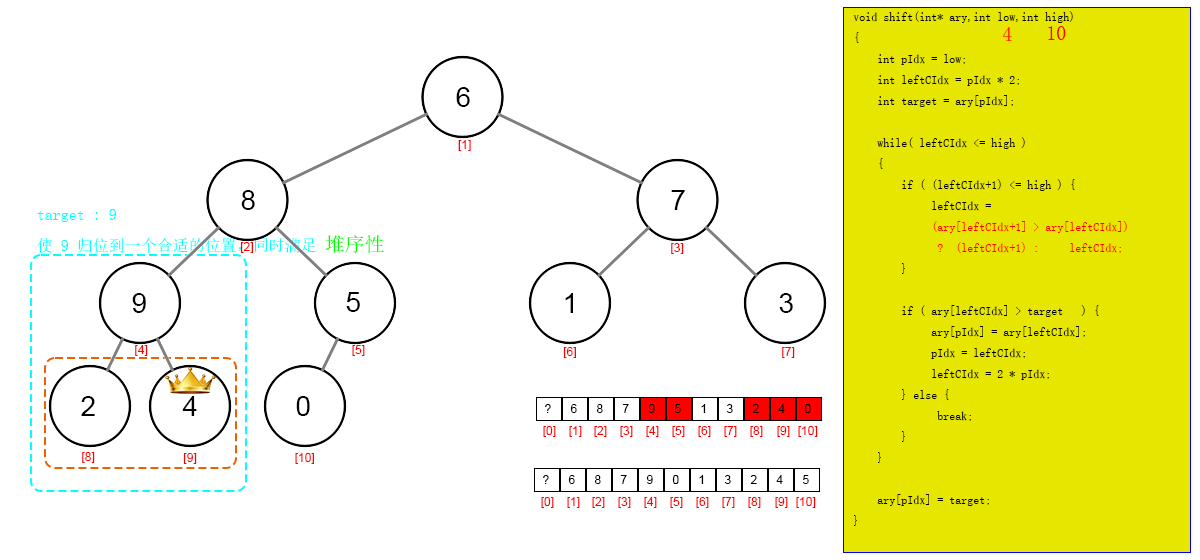 6
[1]
8
[2]
7
[3]
target : 9
使 9 归位到一个合适的位置，同时满足 堆序性
9
[4]
5
[5]
1
[6]
3
[7]
2
[8]
4
[9]
0
[10]
? 6 8 7 9 5 1 3 2 4 0
[0] [1] [2] [3] [4] [5] [6] [7] [8] [9] [10]
? 6 8 7 9 0 1 3 2 4 5
[0] [1] [2] [3] [4] [5] [6] [7] [8] [9] [10]
void shift(int* ary,int low,int high)
4 10
{
int pIdx = low;
int leftCIdx = pIdx * 2;
int target = ary[pIdx];
while( leftCIdx <= high )
{
if ( (leftCIdx+1) <= high ) {
leftCIdx =
(ary[leftCIdx+1] > ary[leftCIdx])
? (leftCIdx+1) : leftCIdx;
}
if ( ary[leftCIdx] > target ) {
ary[pIdx] = ary[leftCIdx];
pIdx = leftCIdx;
leftCIdx = 2 * pIdx;
} else {
break;
}
}
ary[pIdx] = target;
}